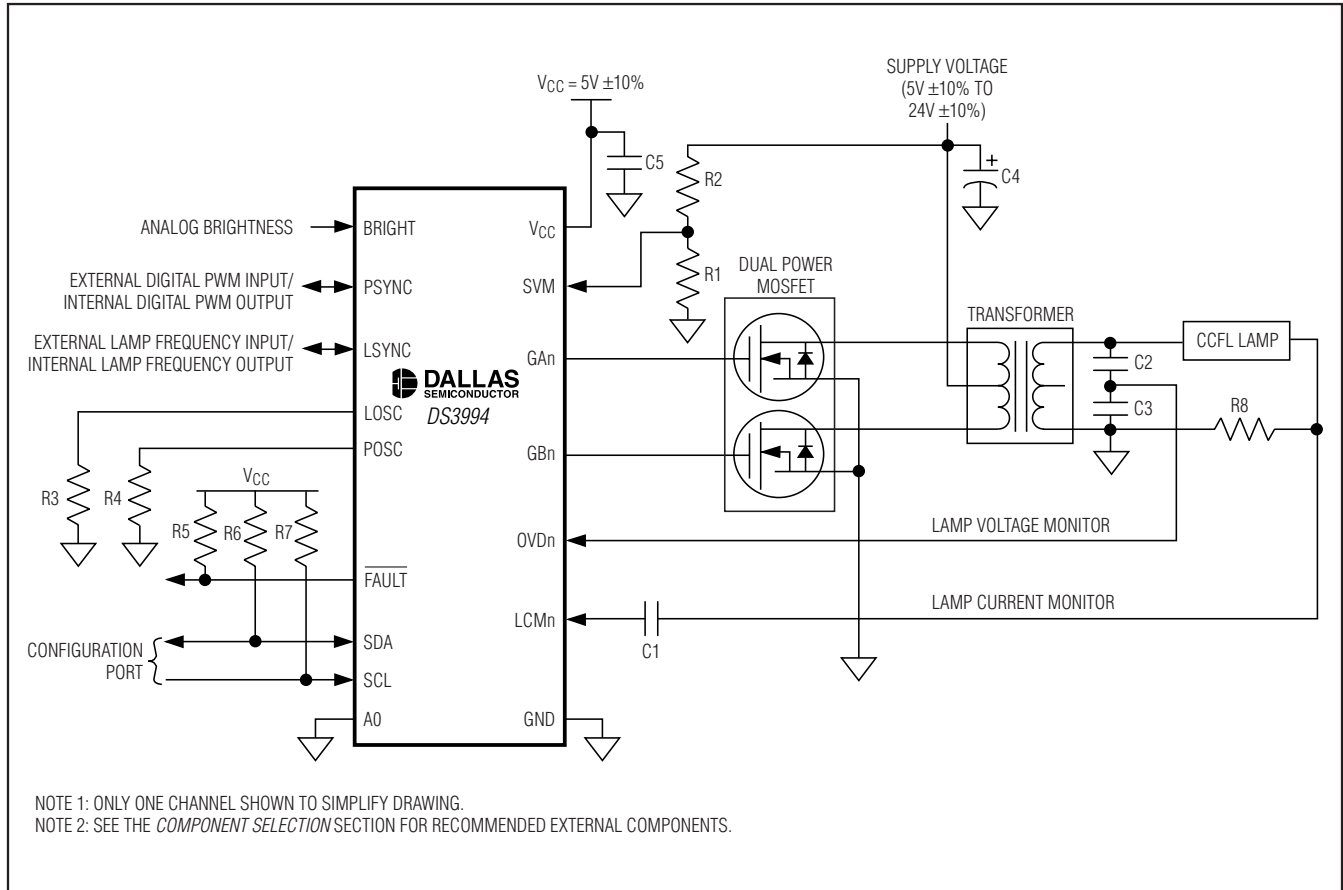 SUPPLY VOLTAGE
(5V ±10% TO
24V ±10%)
VCC = 5V ±10%
C5
R2
C4
ANALOG BRIGHTNESS
BRIGHT
VCC
EXTERNAL DIGITAL PWM INPUT/
INTERNAL DIGITAL PWM OUTPUT
PSYNC
SVM
R1
DUAL POWER
MOSFET
EXTERNAL LAMP FREQUENCY INPUT/
INTERNAL LAMP FREQUENCY OUTPUT
LSYNC
GAn
TRANSFORMER
CCFL LAMP
C2
DALLAS
SEMICONDUCTOR
DS3994
LOSC
C3
R8
POSC
GBn
R3
R4
VCC
R5
R6
R7
OVDn
LAMP VOLTAGE MONITOR
FAULT
LCMn
LAMP CURRENT MONITOR
C1
CONFIGURATION
PORT
SDA
SCL
A0
GND
NOTE 1: ONLY ONE CHANNEL SHOWN TO SIMPLIFY DRAWING.
NOTE 2: SEE THE COMPONENT SELECTION SECTION FOR RECOMMENDED EXTERNAL COMPONENTS.
+